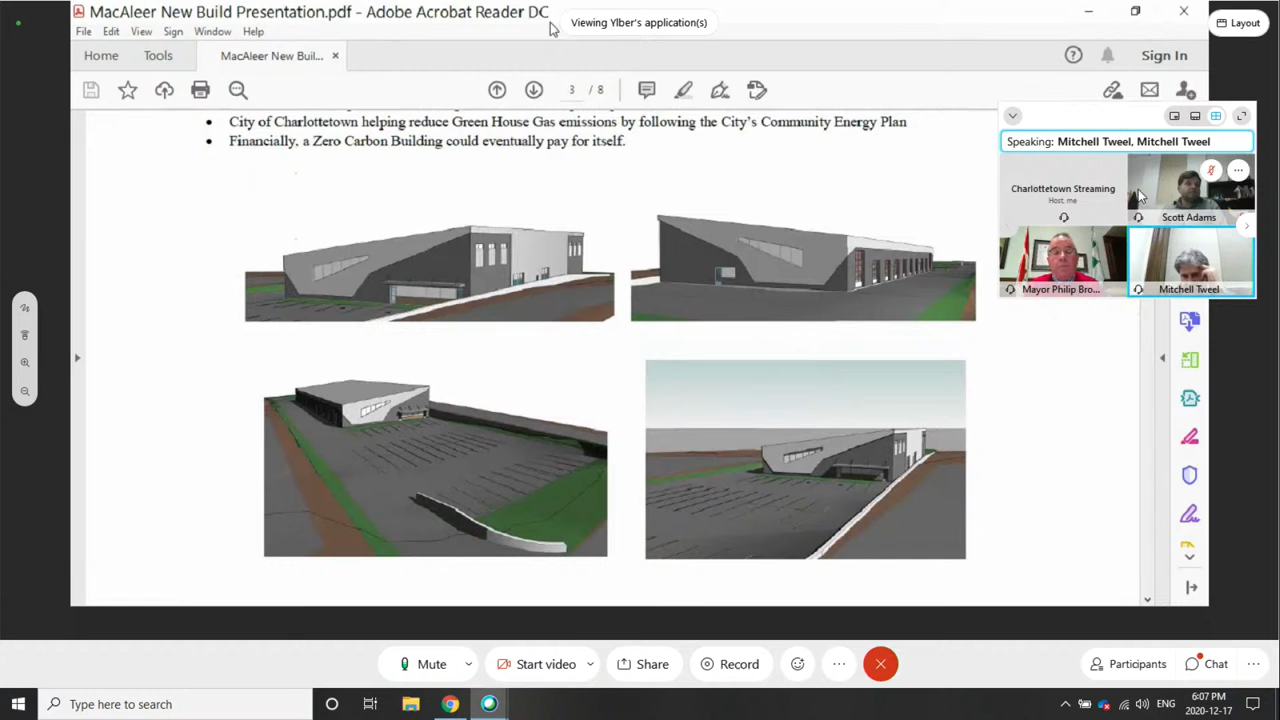 MacAleer New Build Presentation.pdf - Adobe Acrobat Reader DC
Viewing Ylber's application(s)
Layout
File Edit View Sign Window Help
Home Tools MacAleer New Buil... ×
Sign In
3 / 8
• City of Charlottetown helping reduce Green House Gas emissions by following the City's Community Energy Plan
• Financially, a Zero Carbon Building could eventually pay for itself.
Speaking: Mitchell Tweel, Mitchell Tweel
Charlottetown Streaming
Host, me
Scott Adams
Mayor Philip Bro...
Mitchell Tweel
Mute
Start video
Share
Record
Participants
Chat
Type here to search
ENG
6:07 PM
2020-12-17